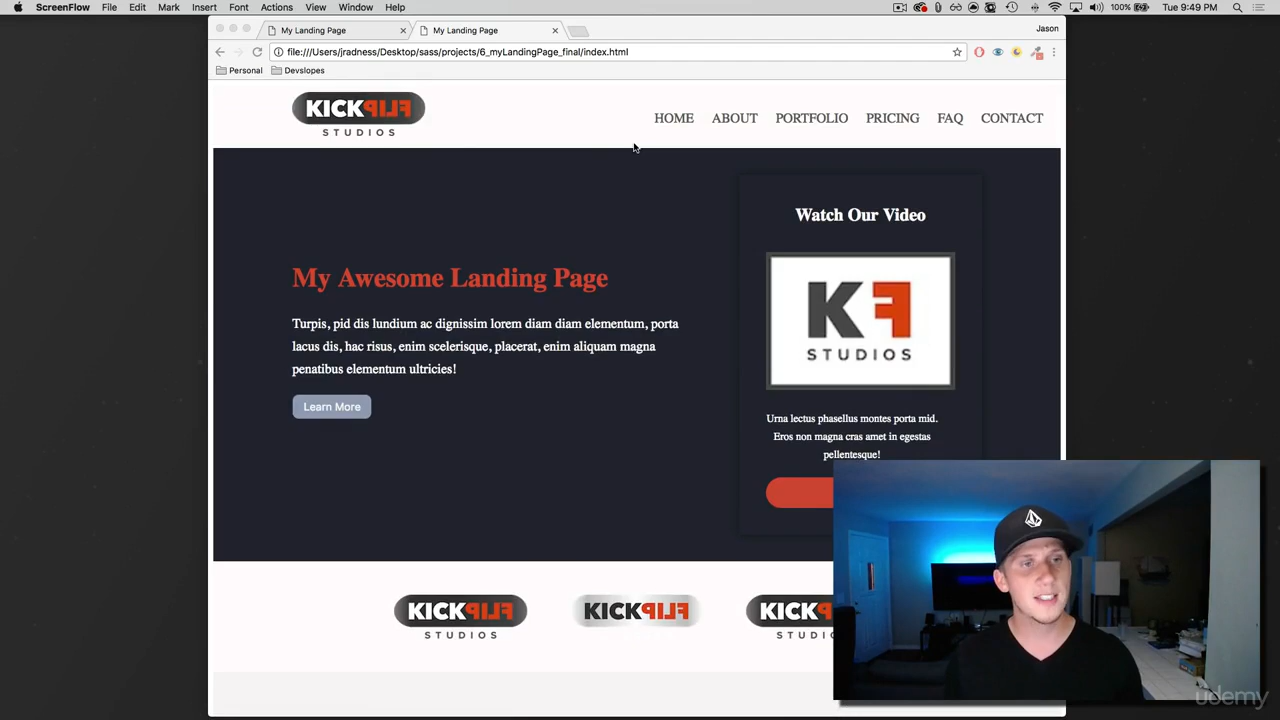 ScreenFlow File Edit Mark Insert Font Actions View Window Help 100% Tue 9:49 PM
My Landing Page My Landing Page Jason
file:///Users/jradness/Desktop/sass/projects/6_myLandingPage_final/index.html
Personal Devslopes
KICKFLIP
STUDIOS
HOME ABOUT PORTFOLIO PRICING FAQ CONTACT
Watch Our Video
KF
STUDIOS
My Awesome Landing Page
Turpis, pid dis lundium ac dignissim lorem diam diam elementum, porta
lacus dis, hac risus, enim scelerisque, placerat, enim aliquam magna
penatibus elementum ultricies!
Learn More
Urna lectus phasellus montes porta mid.
Eros non magna cras amet in egestas
pellentesque!
KICKFLIP KICKFLIP KICK
STUDIOS
udemy